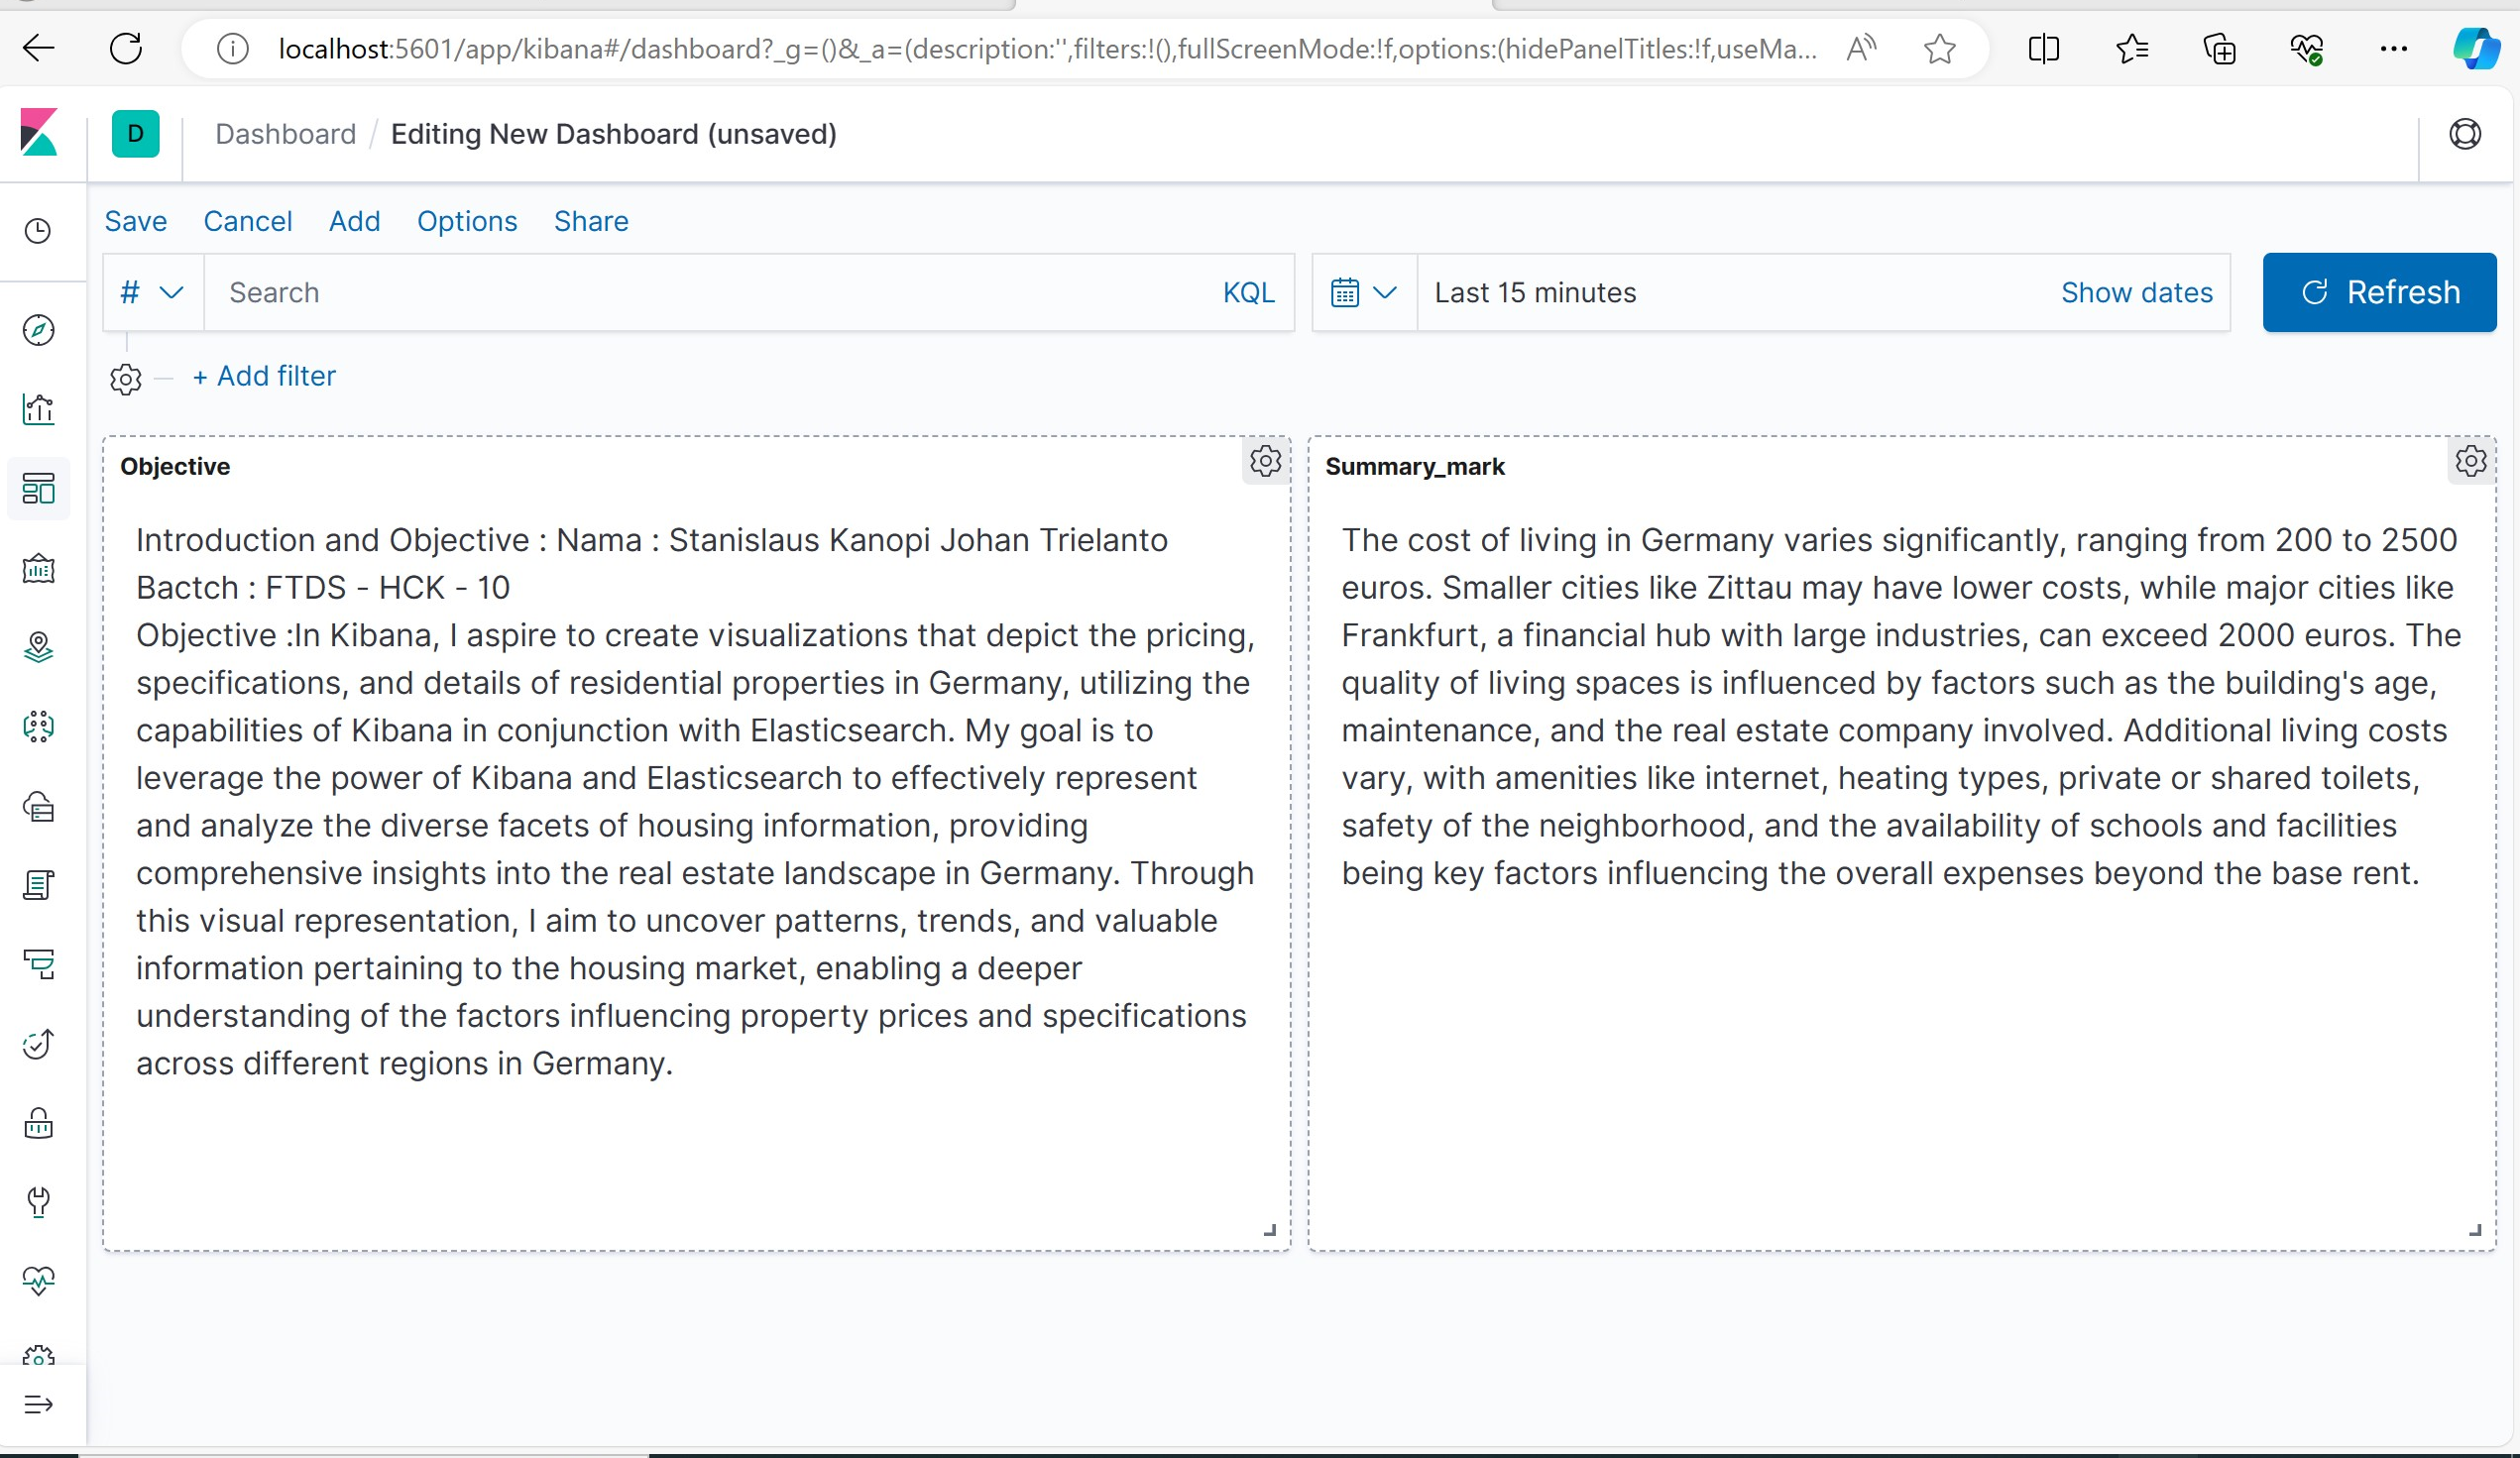 localhost:5601/app/kibana#/dashboard?_g=()&_a=(description:'',filters:!(),fullScreenMode:!f,options:(hidePanelTitles:!f,useMa...
D
Dashboard / Editing New Dashboard (unsaved)
Save Cancel Add Options Share
# Search KQL Last 15 minutes Show dates Refresh
+ Add filter
Objective
Introduction and Objective : Nama : Stanislaus Kanopi Johan Trielanto
Bactch : FTDS - HCK - 10
Objective :In Kibana, I aspire to create visualizations that depict the pricing,
specifications, and details of residential properties in Germany, utilizing the
capabilities of Kibana in conjunction with Elasticsearch. My goal is to
leverage the power of Kibana and Elasticsearch to effectively represent
and analyze the diverse facets of housing information, providing
comprehensive insights into the real estate landscape in Germany. Through
this visual representation, I aim to uncover patterns, trends, and valuable
information pertaining to the housing market, enabling a deeper
understanding of the factors influencing property prices and specifications
across different regions in Germany.
Summary_mark
The cost of living in Germany varies significantly, ranging from 200 to 2500
euros. Smaller cities like Zittau may have lower costs, while major cities like
Frankfurt, a financial hub with large industries, can exceed 2000 euros. The
quality of living spaces is influenced by factors such as the building's age,
maintenance, and the real estate company involved. Additional living costs
vary, with amenities like internet, heating types, private or shared toilets,
safety of the neighborhood, and the availability of schools and facilities
being key factors influencing the overall expenses beyond the base rent.